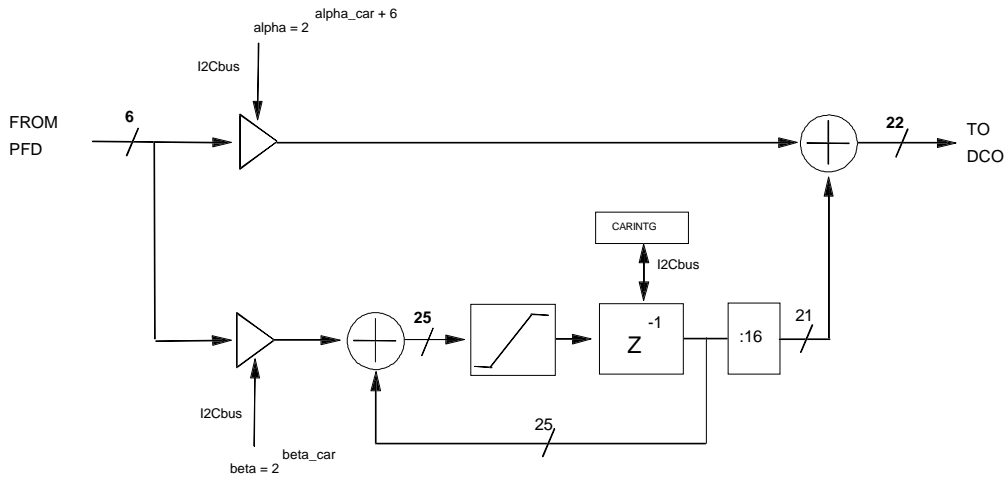 alpha = 2 alpha_car + 6
I2Cbus
FROM
PFD
6
22
TO
DCO
CARINTG
I2Cbus
25
Z -1
:16
21
I2Cbus
25
beta = 2 beta_car